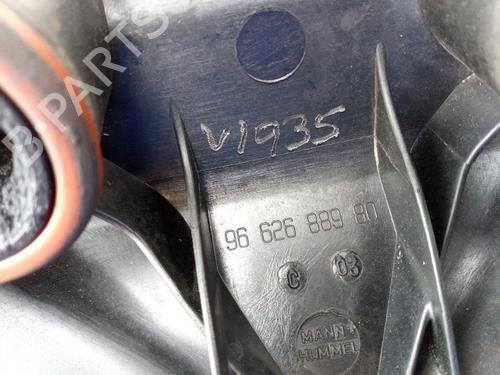 V1935
96 626 889 80
C 03
MANN+
HUMMEL
B-Parts